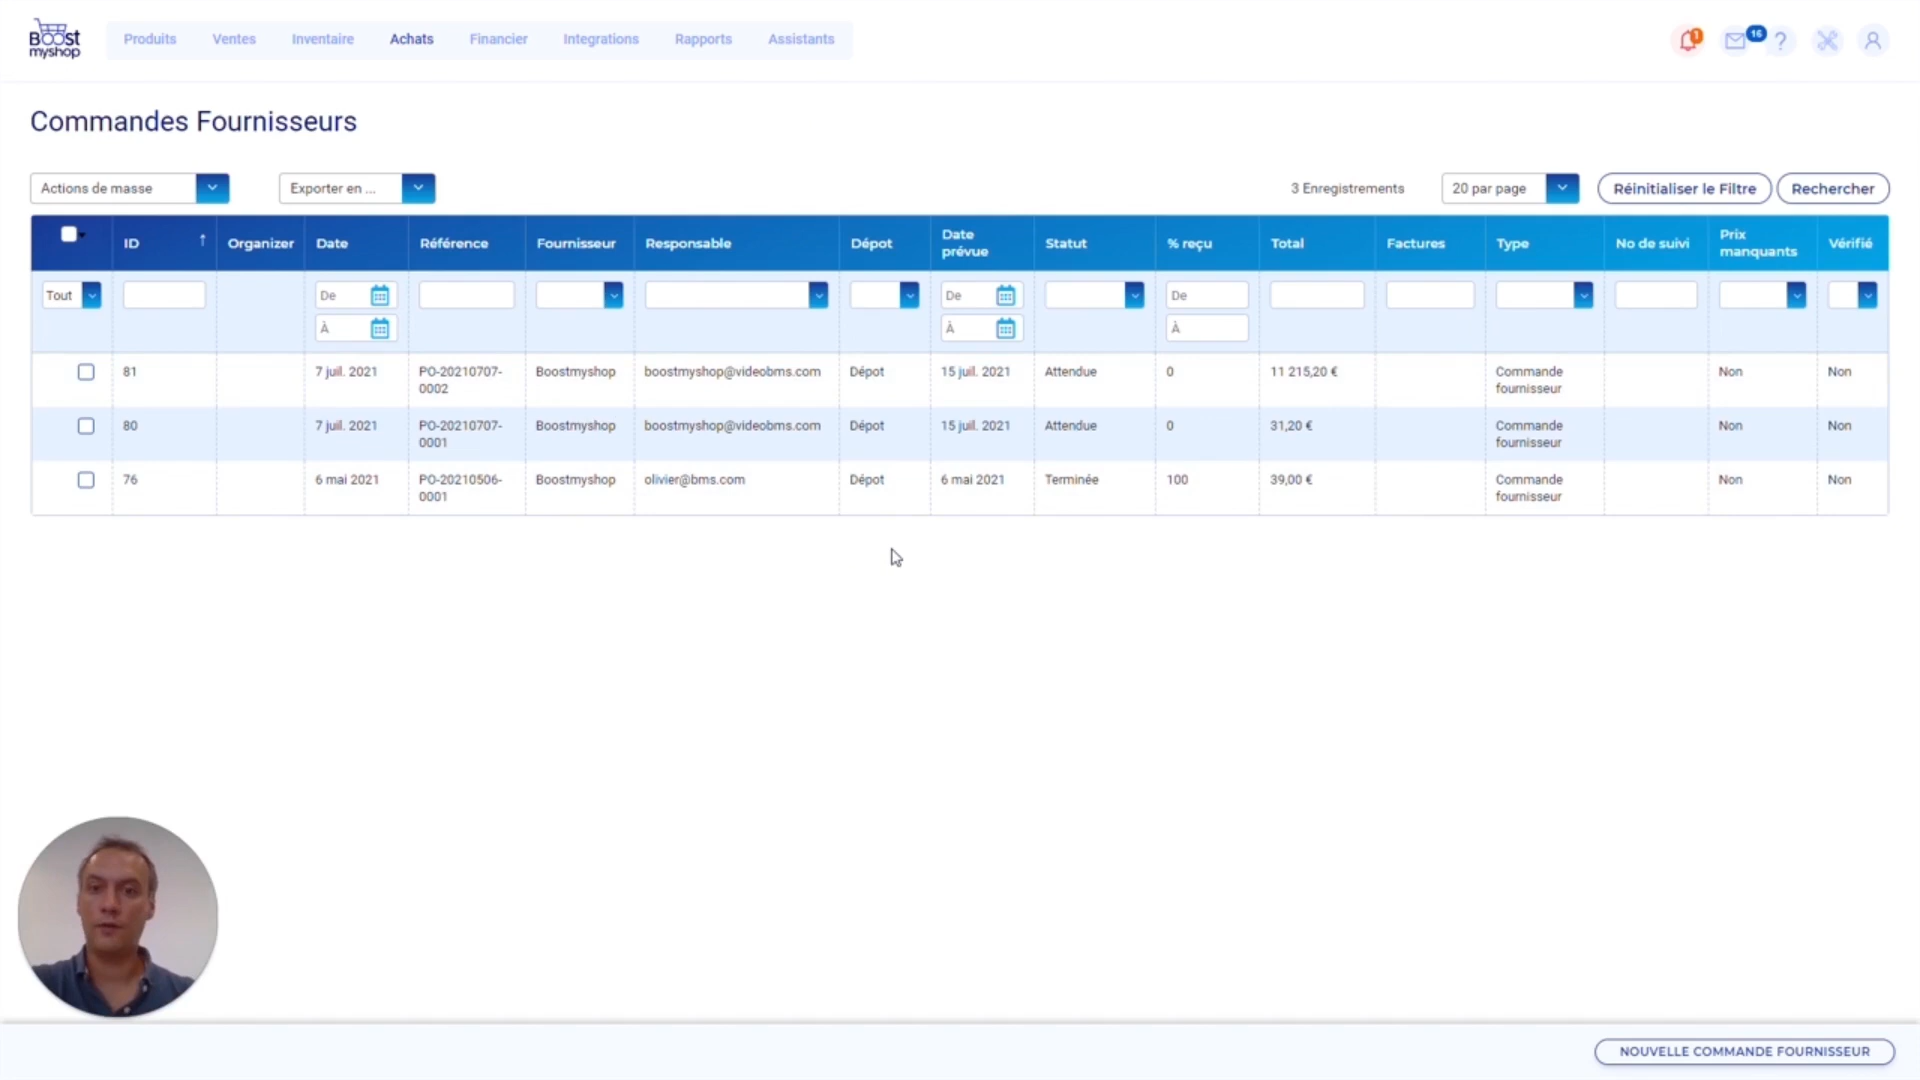 Boost
myshop
Produits Ventes Inventaire Achats Financier Integrations Rapports Assistants
1 16 ?
Commandes Fournisseurs
Actions de masse Exporter en ... 3 Enregistrements 20 par page Réinitialiser le Filtre Rechercher
ID ↑ Organizer Date Référence Fournisseur Responsable Dépot Date prévue Statut % reçu Total Factures Type No de suivi Prix manquants Vérifié
Tout De De De
À À À
81 7 juil. 2021 PO-20210707-0002 Boostmyshop boostmyshop@videobms.com Dépot 15 juil. 2021 Attendue 0 11 215,20 € Commande fournisseur Non Non
80 7 juil. 2021 PO-20210707-0001 Boostmyshop boostmyshop@videobms.com Dépot 15 juil. 2021 Attendue 0 31,20 € Commande fournisseur Non Non
76 6 mai 2021 PO-20210506-0001 Boostmyshop olivier@bms.com Dépot 6 mai 2021 Terminée 100 39,00 € Commande fournisseur Non Non
NOUVELLE COMMANDE FOURNISSEUR